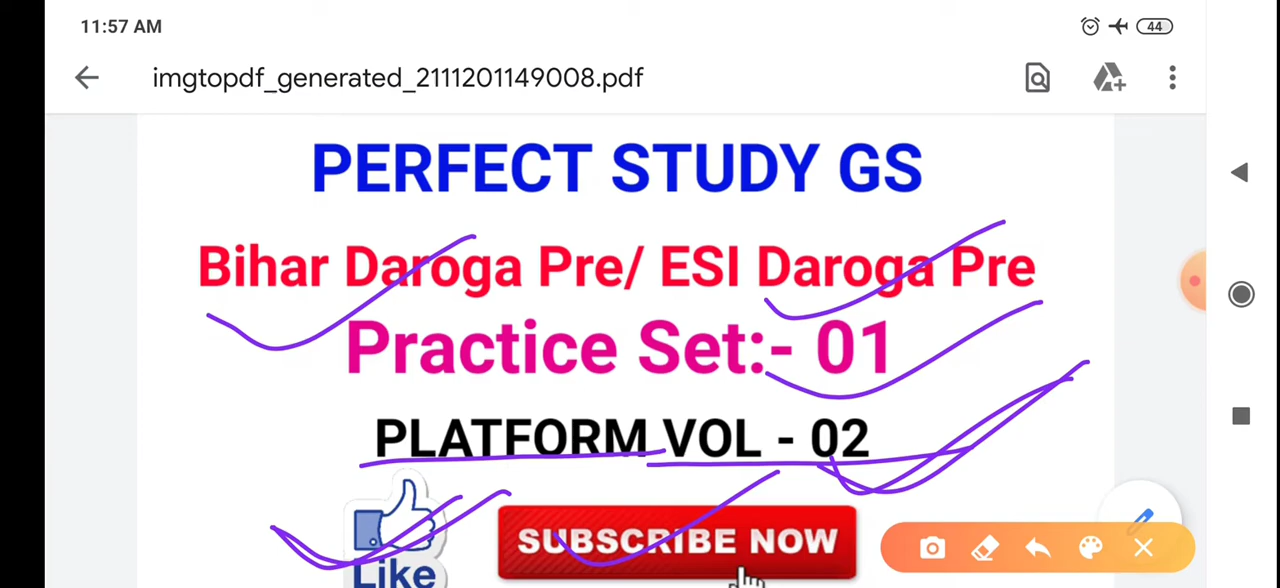 11:57 AM
44
imgtopdf_generated_2111201149008.pdf
PERFECT STUDY GS
Bihar Daroga Pre/ ESI Daroga Pre
Practice Set:- 01
PLATFORM VOL - 02
Like
SUBSCRIBE NOW